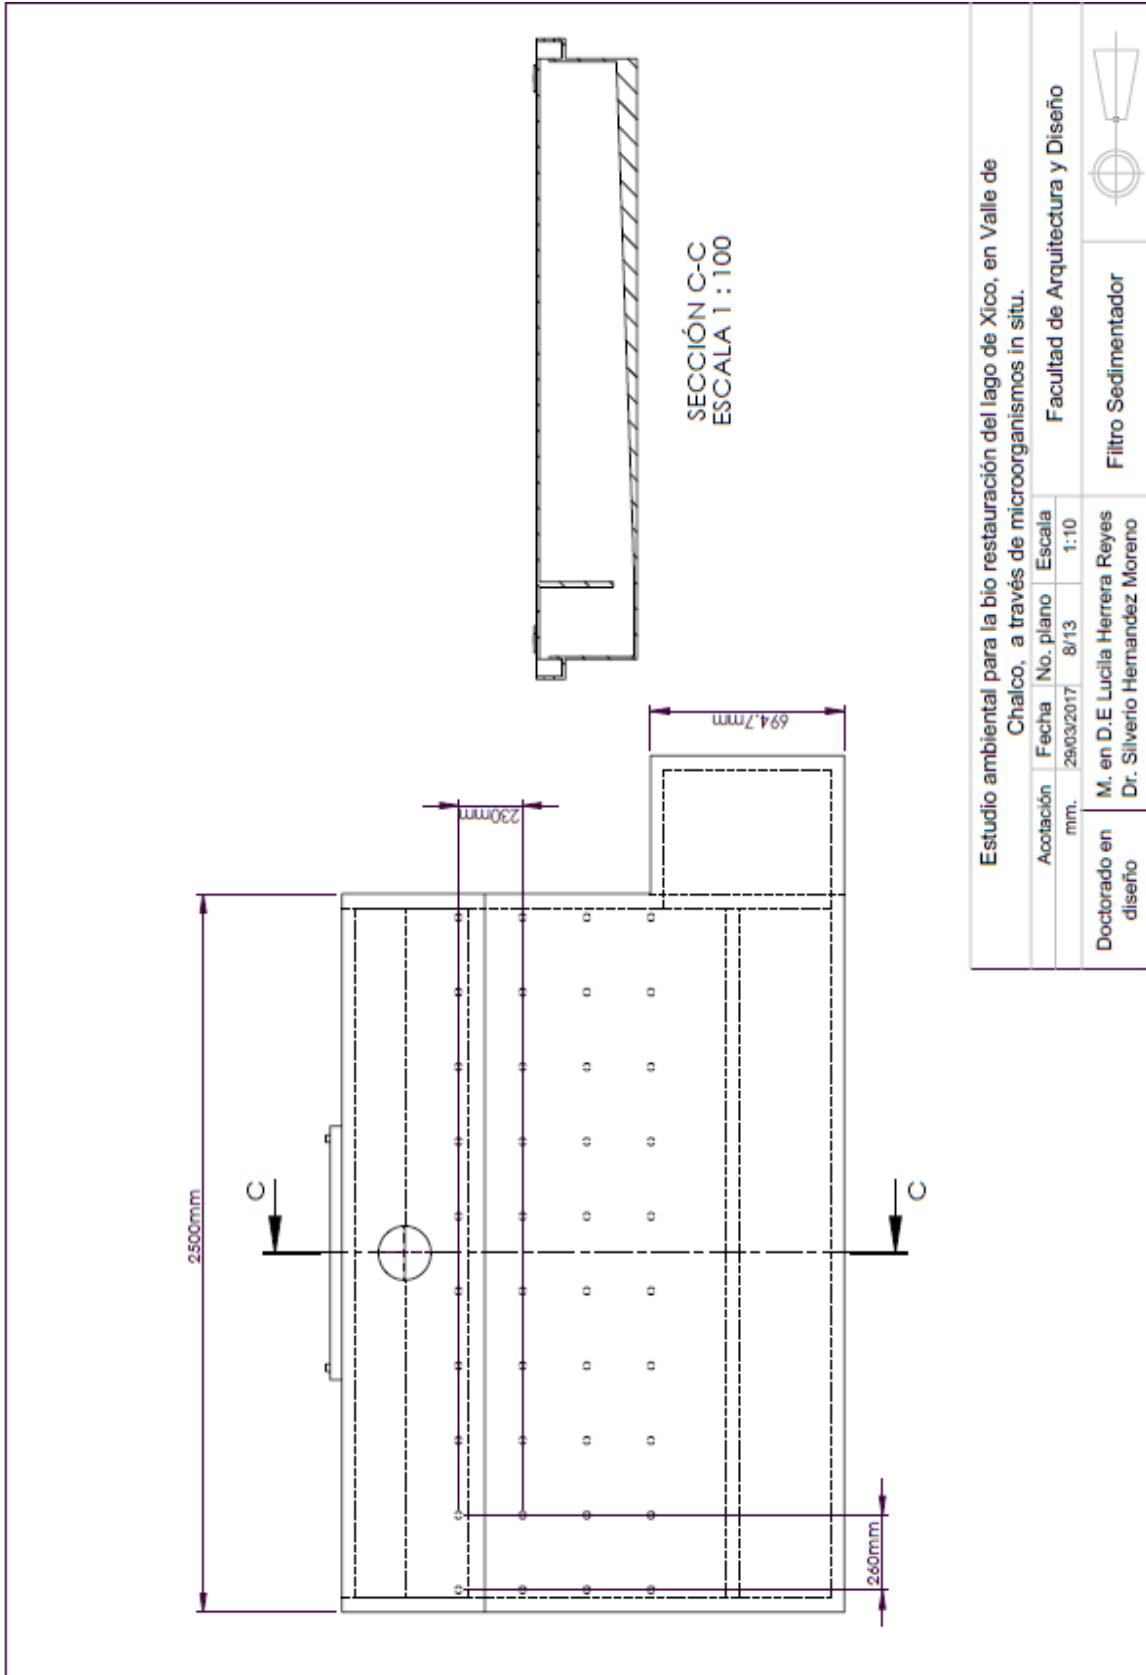 2500mm
C
C
230mm
694.7mm
260mm
SECCIÓN C-C
ESCALA 1 : 100
Estudio ambiental para la bio restauración del lago de Xico, en Valle de
Chalco, a través de microorganismos in situ.
Acotación Fecha No. plano Escala
mm. 29/03/2017 8/13 1:10
Facultad de Arquitectura y Diseño
Doctorado en
diseño
M. en D.E Lucila Herrera Reyes
Dr. Silverio Hernandez Moreno
Filtro Sedimentador